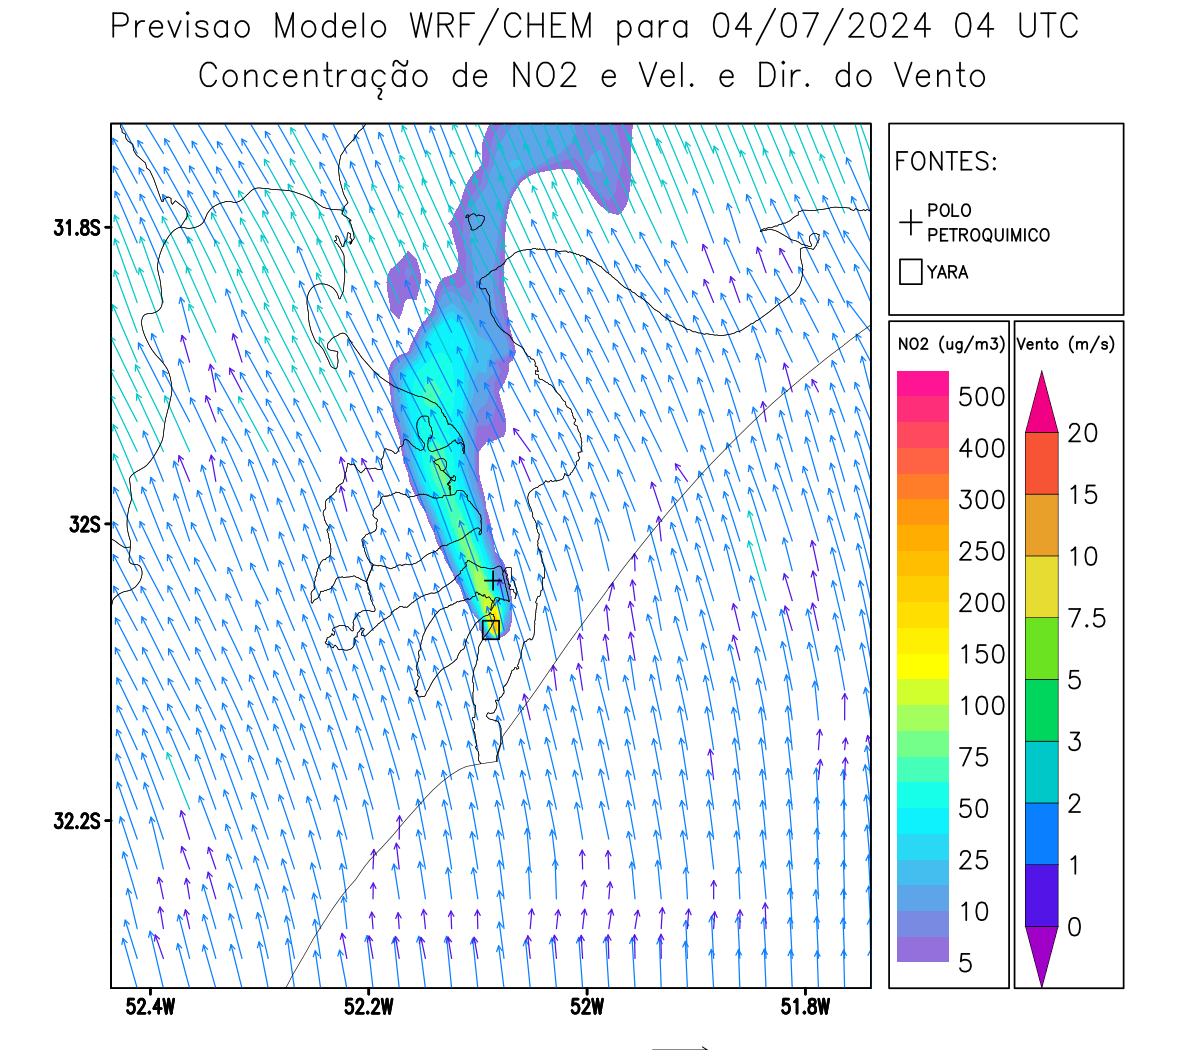 Previsao Modelo WRF/CHEM para 04/07/2024 04 UTC
Concentração de NO2 e Vel. e Dir. do Vento
FONTES:
POLO
PETROQUIMICO
YARA
NO2 (ug/m3)
500
400
300
250
200
150
100
75
50
25
10
5
Vento (m/s)
20
15
10
7.5
5
3
2
1
0
31.8S
32S
32.2S
52.4W
52.2W
52W
51.8W